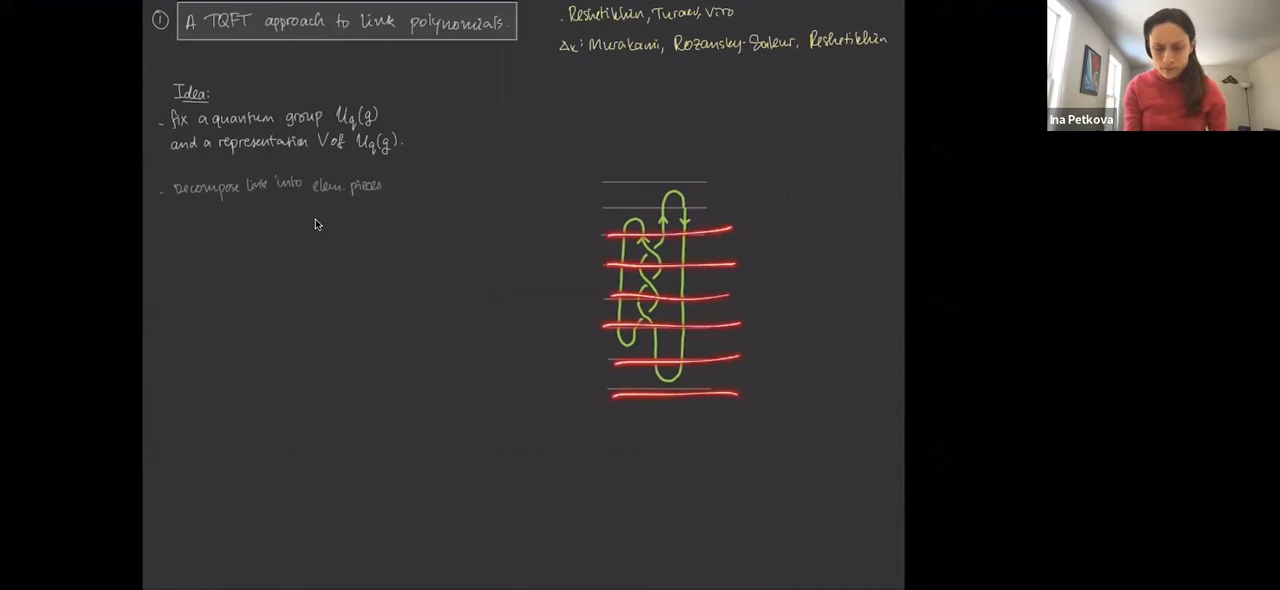 ① A TQFT approach to link polynomials.
. Reshetikhin, Turaev, Viro
Δκ: Murakami, Rozansky-Saleur, Reshetikhin
Idea:
- fix a quantum group Uq(g)
and a representation V of Uq(g).
- Decompose link into elem. pieces
Ina Petkova